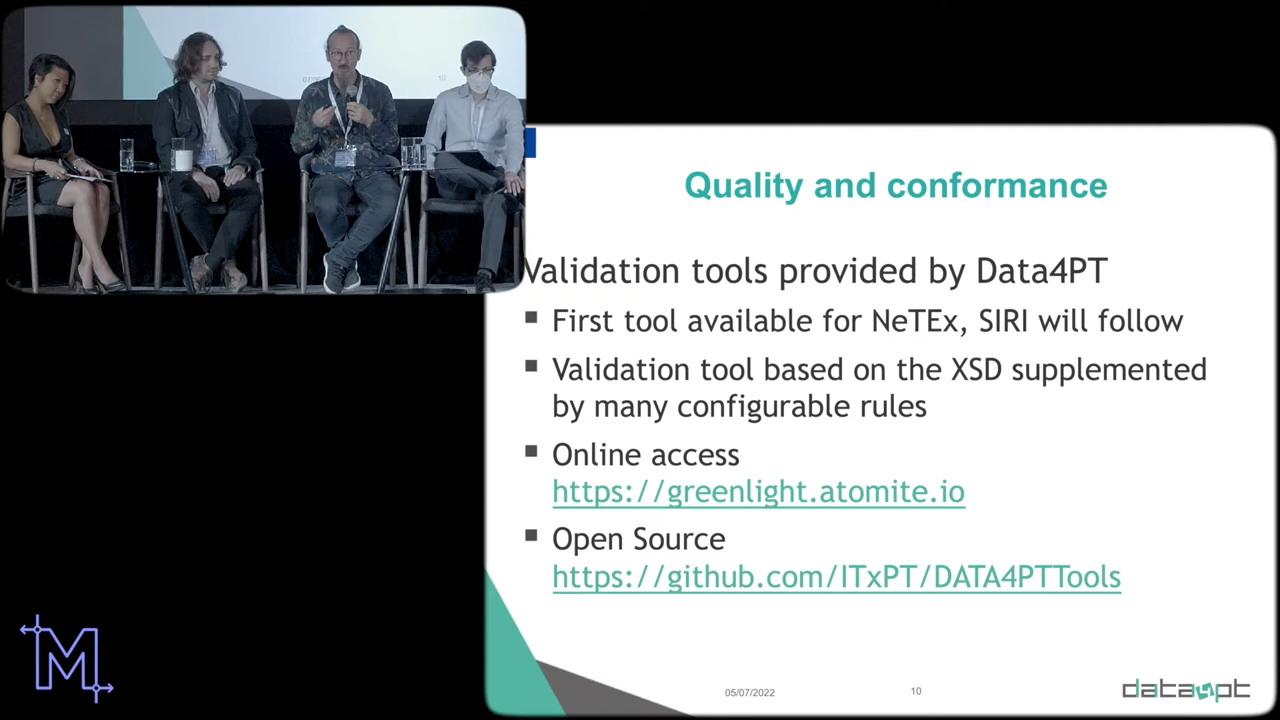 Quality and conformance
Validation tools provided by Data4PT
▪ First tool available for NeTEx, SIRI will follow
▪ Validation tool based on the XSD supplemented
by many configurable rules
▪ Online access
https://greenlight.atomite.io
▪ Open Source
https://github.com/ITxPT/DATA4PTTools
05/07/2022
10
data4pt
M
10